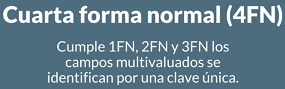 Cuarta forma normal (4FN)
Cumple 1FN, 2FN y 3FN los
campos multivaluados se
identifican por una clave única.